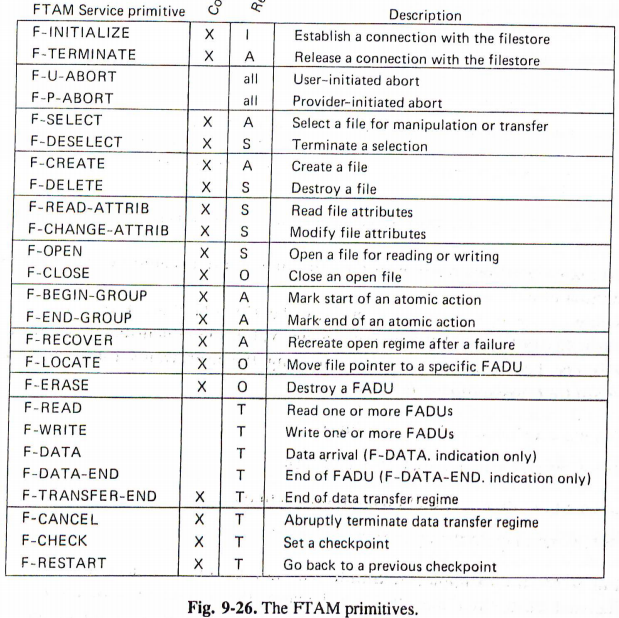 FTAM Service primitive Co Re Description
F-INITIALIZE X I Establish a connection with the filestore
F-TERMINATE X A Release a connection with the filestore
F-U-ABORT all User-initiated abort
F-P-ABORT all Provider-initiated abort
F-SELECT X A Select a file for manipulation or transfer
F-DESELECT X S Terminate a selection
F-CREATE X A Create a file
F-DELETE X S Destroy a file
F-READ-ATTRIB X S Read file attributes
F-CHANGE-ATTRIB X S Modify file attributes
F-OPEN X S Open a file for reading or writing
F-CLOSE X O Close an open file
F-BEGIN-GROUP X A Mark start of an atomic action
F-END-GROUP X A Mark end of an atomic action
F-RECOVER X A Recreate open regime after a failure
F-LOCATE X O Move file pointer to a specific FADU
F-ERASE X O Destroy a FADU
F-READ T Read one or more FADUs
F-WRITE T Write one or more FADUs
F-DATA T Data arrival (F-DATA. indication only)
F-DATA-END T End of FADU (F-DATA-END. indication only)
F-TRANSFER-END X T End of data transfer regime
F-CANCEL X T Abruptly terminate data transfer regime
F-CHECK X T Set a checkpoint
F-RESTART X T Go back to a previous checkpoint
Fig. 9-26. The FTAM primitives.